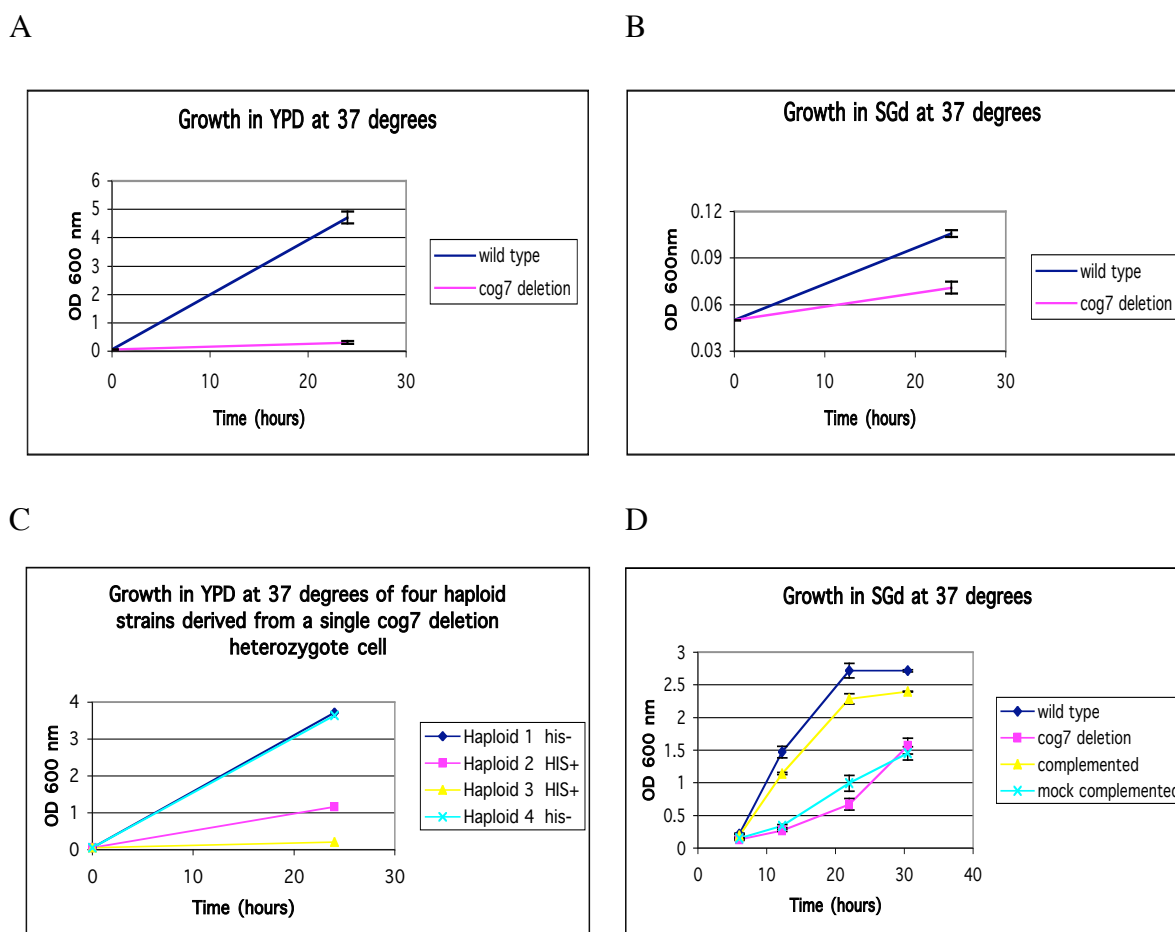 A
B
Growth in YPD at 37 degrees
6
5
4
3
2
1
0
OD 600 nm
0 10 20 30
Time (hours)
wild type
cog7 deletion
Growth in SGd at 37 degrees
0.12
0.09
0.06
0.03
OD 600nm
0 10 20 30
Time (hours)
wild type
cog7 deletion
C
D
Growth in YPD at 37 degrees of four haploid
strains derived from a single cog7 deletion
heterozygote cell
4
3
2
1
0
OD 600 nm
0 10 20 30
Time (hours)
Haploid 1 his-
Haploid 2 HIS+
Haploid 3 HIS+
Haploid 4 his-
Growth in SGd at 37 degrees
3
2.5
2
1.5
1
0.5
0
OD 600 nm
0 10 20 30 40
Time (hours)
wild type
cog7 deletion
complemented
mock complemented